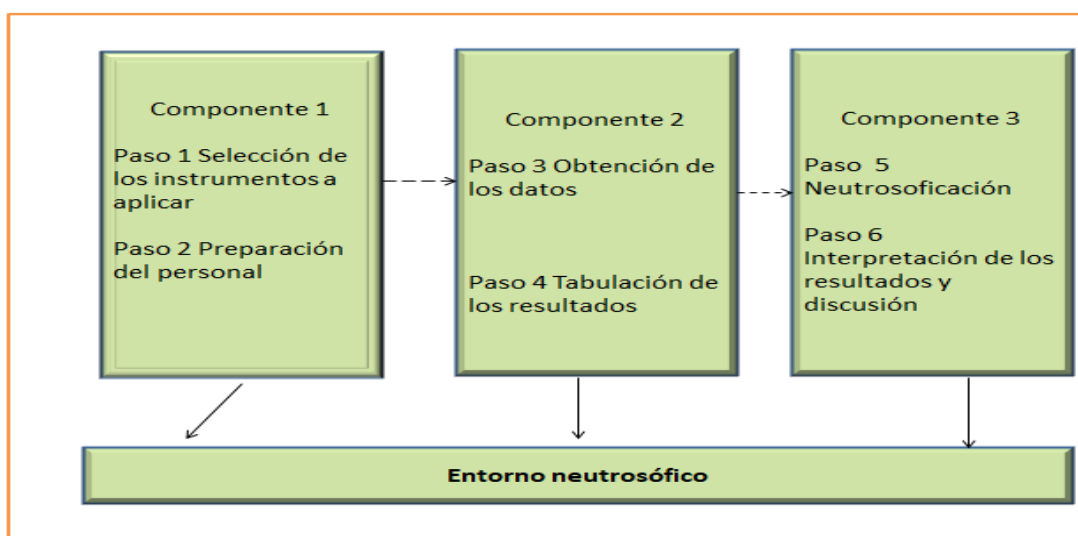 Componente 1
Paso 1 Selección de
los instrumentos a
aplicar
Paso 2 Preparación
del personal
Componente 2
Paso 3 Obtención de
los datos
Paso 4 Tabulación de
los resultados
Componente 3
Paso 5
Neutrosoficación
Paso 6
Interpretación de los
resultados y
discusión
Entorno neutrosófico